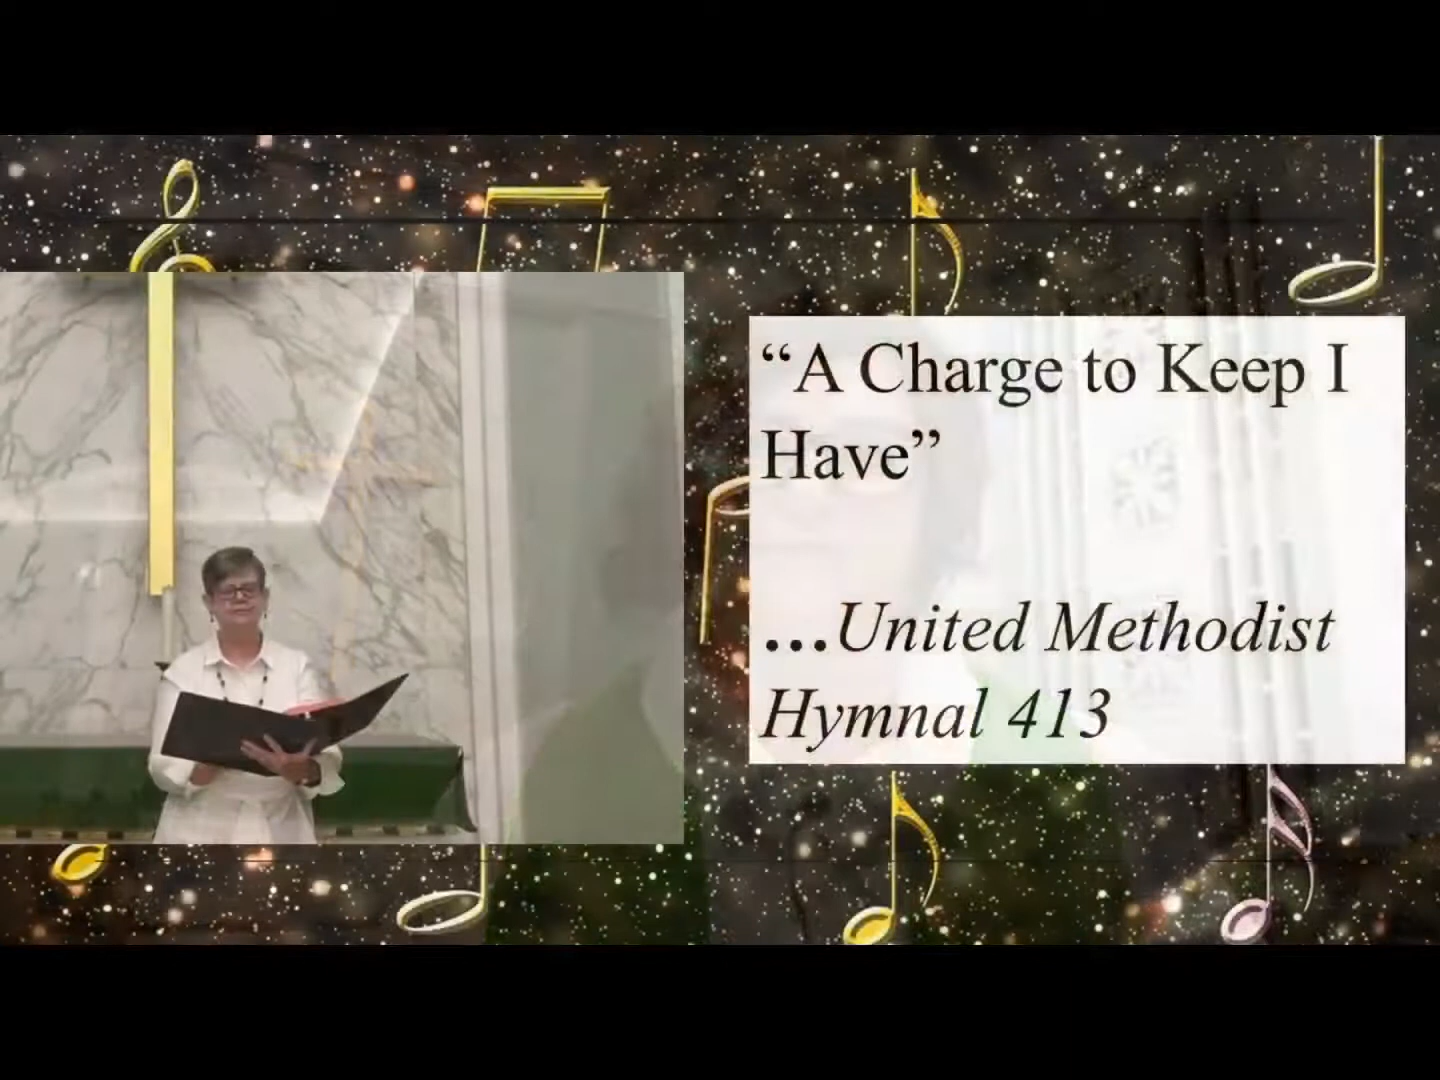 “A Charge to Keep I
Have”
...United Methodist
Hymnal 413